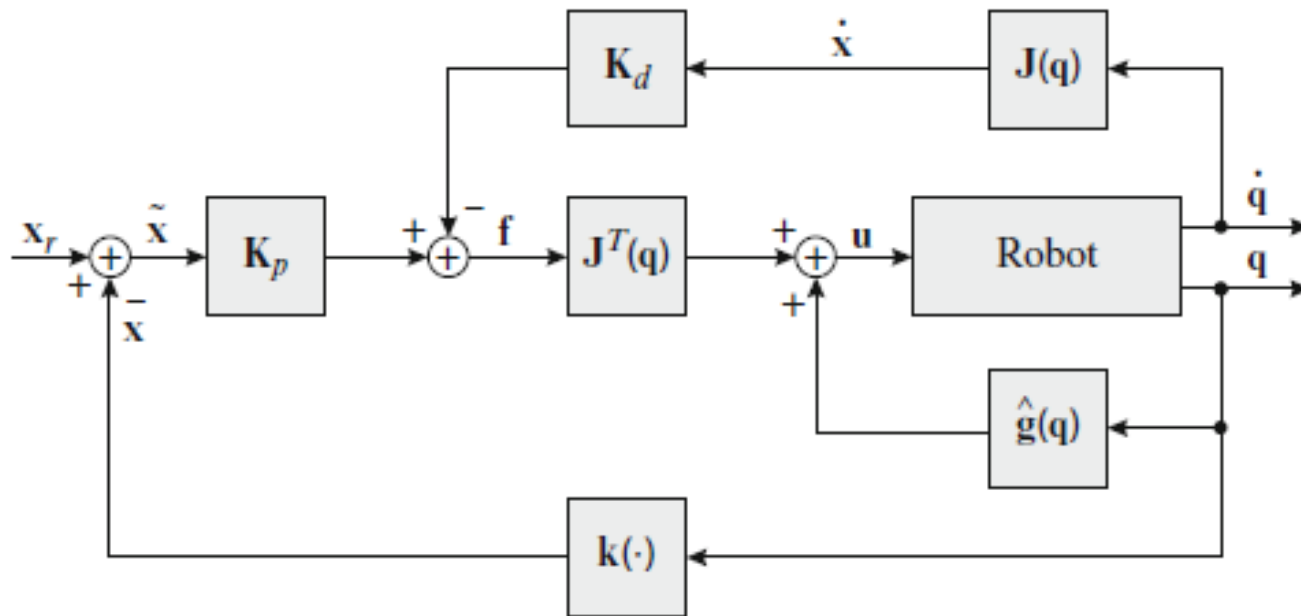 ẋ
K_d
J(q)
q̇
x_r
+
+
−
x
x̃
K_p
+
+
−
f
J^T(q)
+
+
+
u
Robot
q
ĝ(q)
k(·)